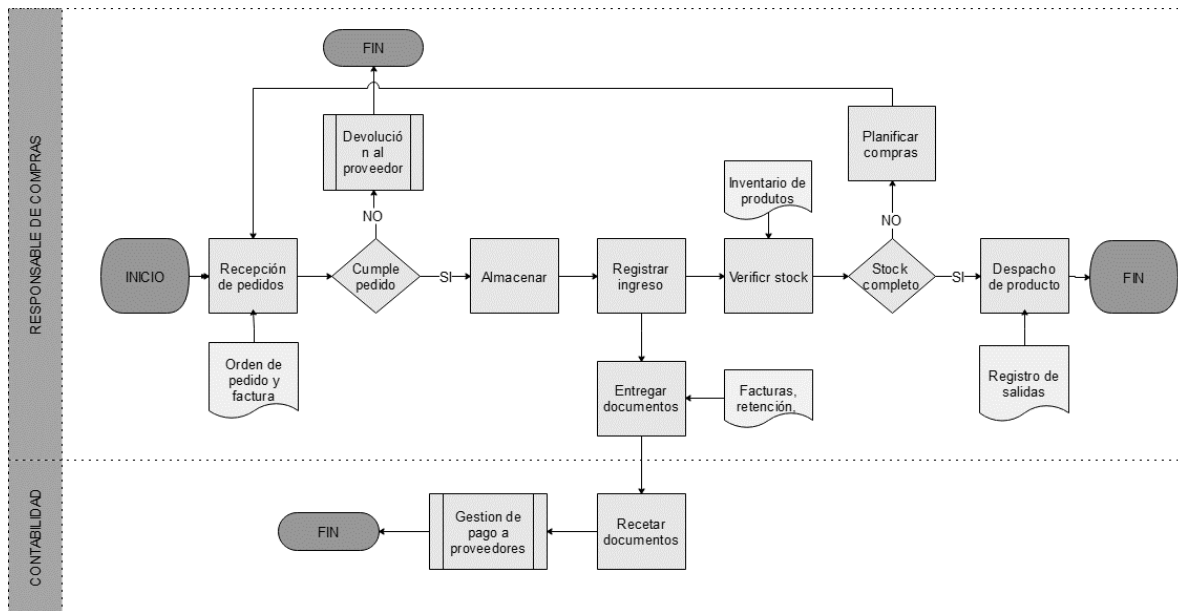 RESPONSABLE DE COMPRAS
FIN
Devolució
n al
proveedor
Planificar
compras
Inventario de
produtos
NO
NO
INICIO
Recepción
de pedidos
Cumple
pedido
SI
Almacenar
Registrar
ingreso
Verificr stock
Stock
completo
SI
Despacho
de producto
FIN
Orden de
pedido y
factura
Entregar
documentos
Facturas,
retención,
Registro de
salidas
CONTABILIDAD
FIN
Gestion de
pago a
proveedores
Recetar
documentos